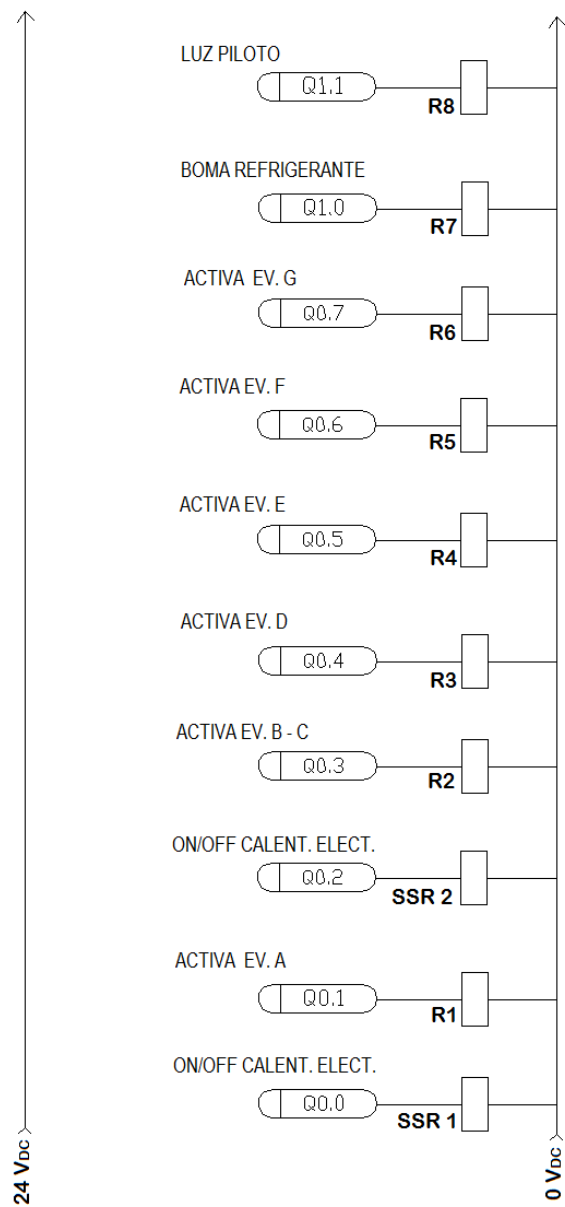 LUZ PILOTO
Q1.1
R8
BOMA REFRIGERANTE
Q1.0
R7
ACTIVA EV. G
Q0.7
R6
ACTIVA EV. F
Q0.6
R5
ACTIVA EV. E
Q0.5
R4
ACTIVA EV. D
Q0.4
R3
ACTIVA EV. B - C
Q0.3
R2
ON/OFF CALENT. ELECT.
Q0.2
SSR 2
ACTIVA EV. A
Q0.1
R1
ON/OFF CALENT. ELECT.
Q0.0
SSR 1
24 VDC
0 VDC